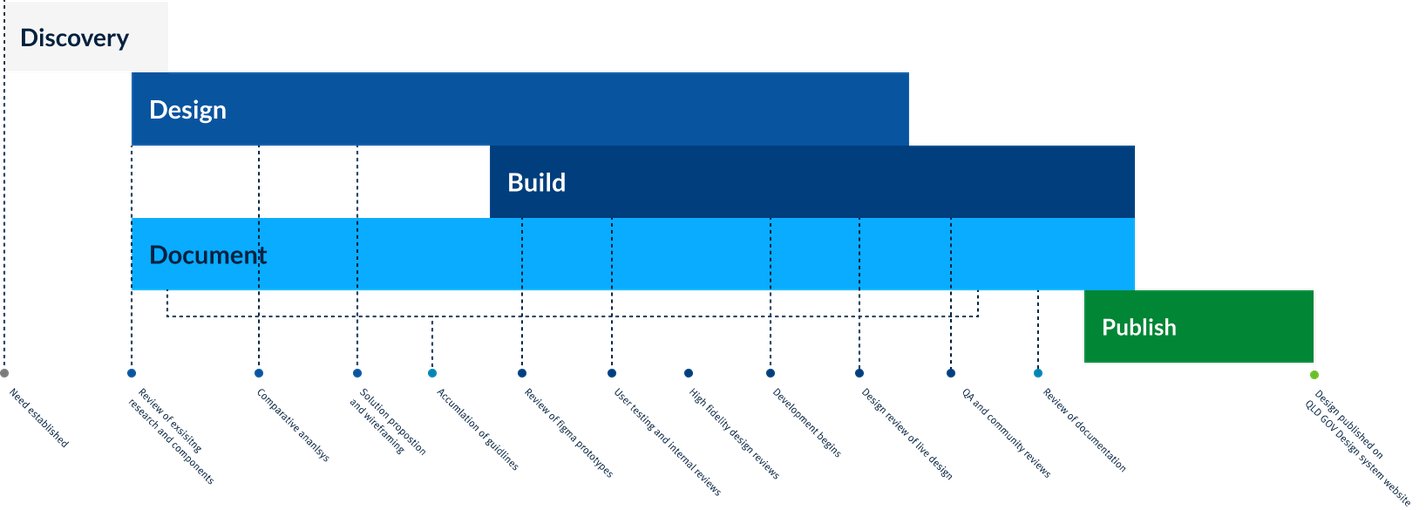 Discovery
Design
Build
Document
Publish
Need established
Review of exsisitng
research and components
Comparative anantsys
Solution propostion
and wireframing
Accumlation of guidlines
Review of figma prototypes
User testing and internal reviews
High fidelity design reviews
Development begins
Design review of live design
QA and community reviews
Review of documentation
Design published on
QLD GOV Design system website